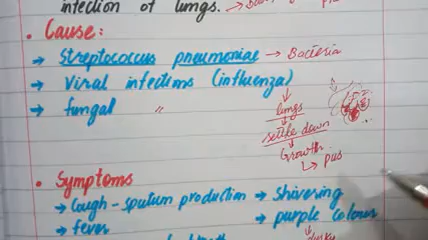 infection of lungs. →
• Cause:
→ Streptococcus pneumoniae → Bacteria
→ Viral infections (influenza)
→ fungal "
↓
lungs
↓
settle down
↓
Growth
↳ pus
• Symptoms
→ Cough - sputum production → Shivering
→ fever → purple colour